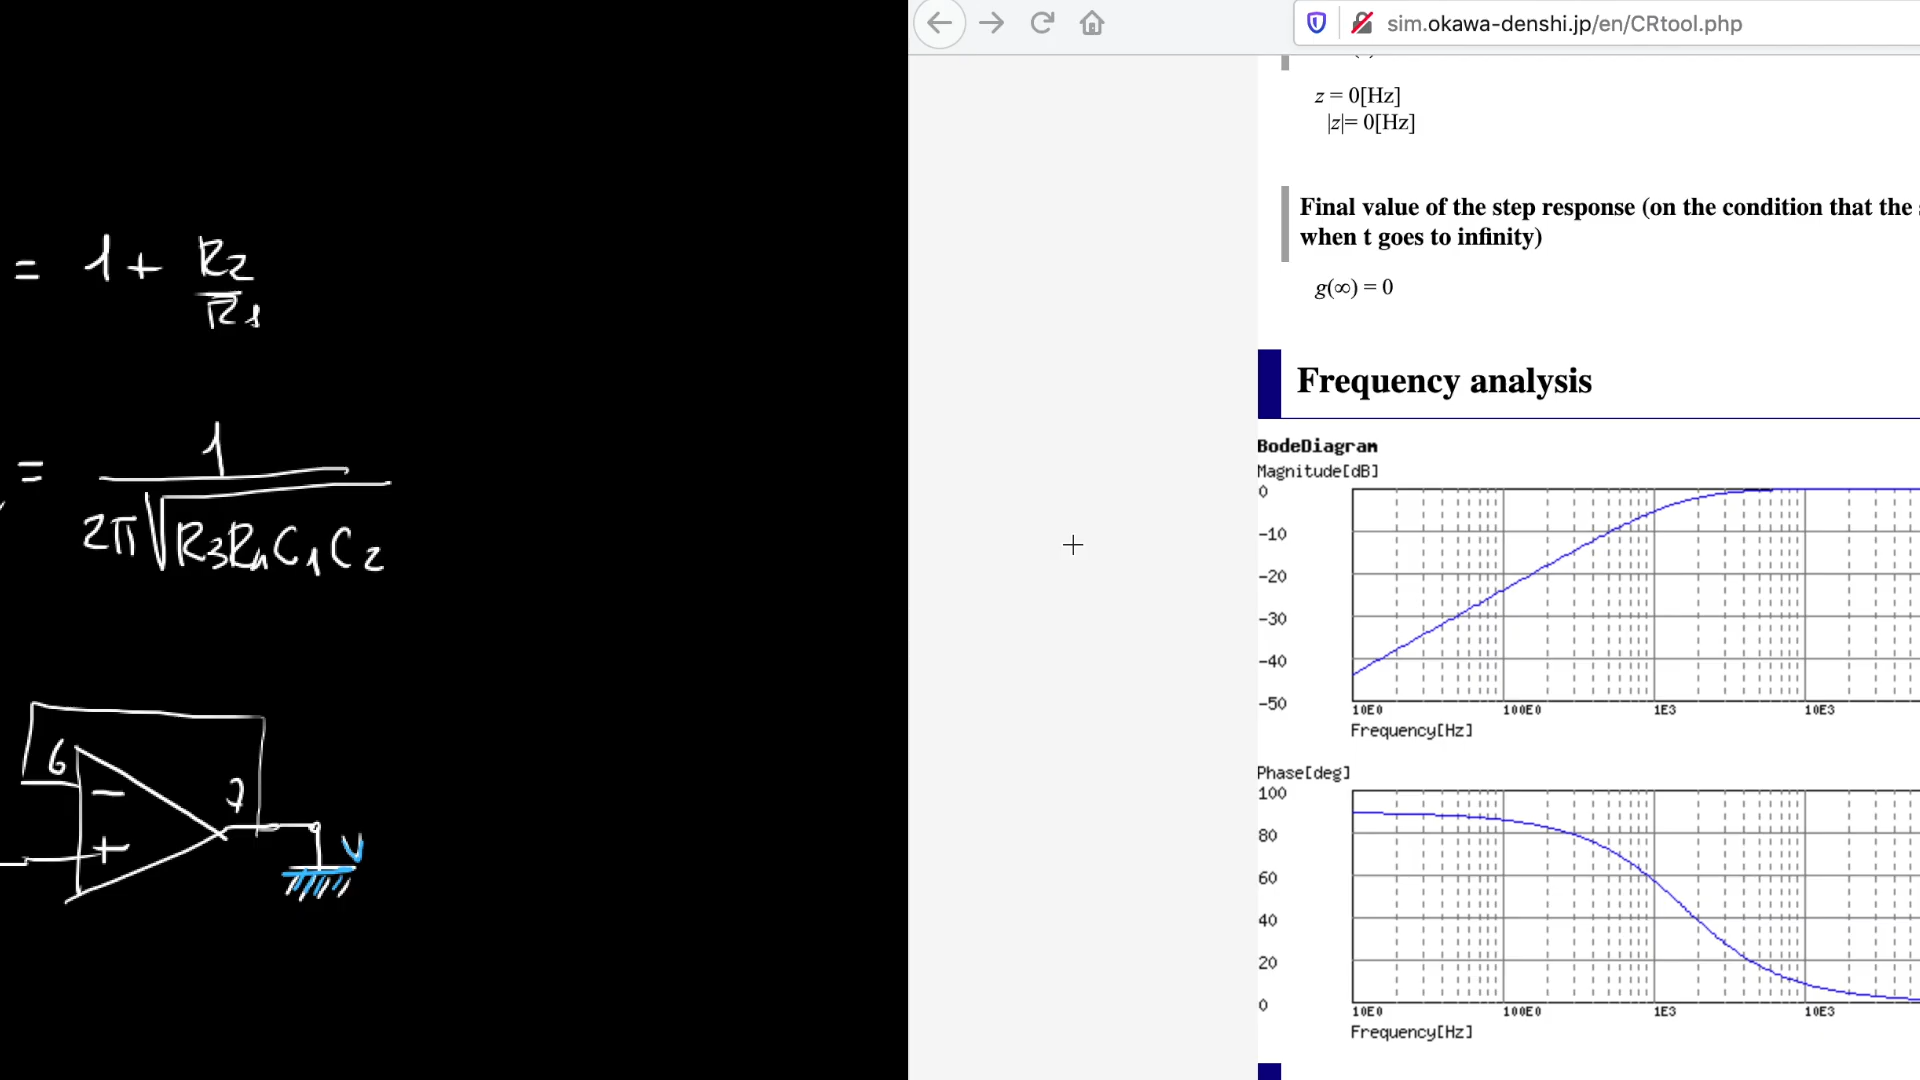 = 1 + R2
R1
= 1
2π√R3R4C1C2
6
7
−
+
V
sim.okawa-denshi.jp/en/CRtool.php
z = 0[Hz]
|z|= 0[Hz]
Final value of the step response (on the condition that the
when t goes to infinity)
g(∞) = 0
Frequency analysis
BodeDiagram
Magnitude[dB]
0
-10
-20
-30
-40
-50
10E0 100E0 1E3 10E3
Frequency[Hz]
Phase[deg]
100
80
60
40
20
0
10E0 100E0 1E3 10E3
Frequency[Hz]